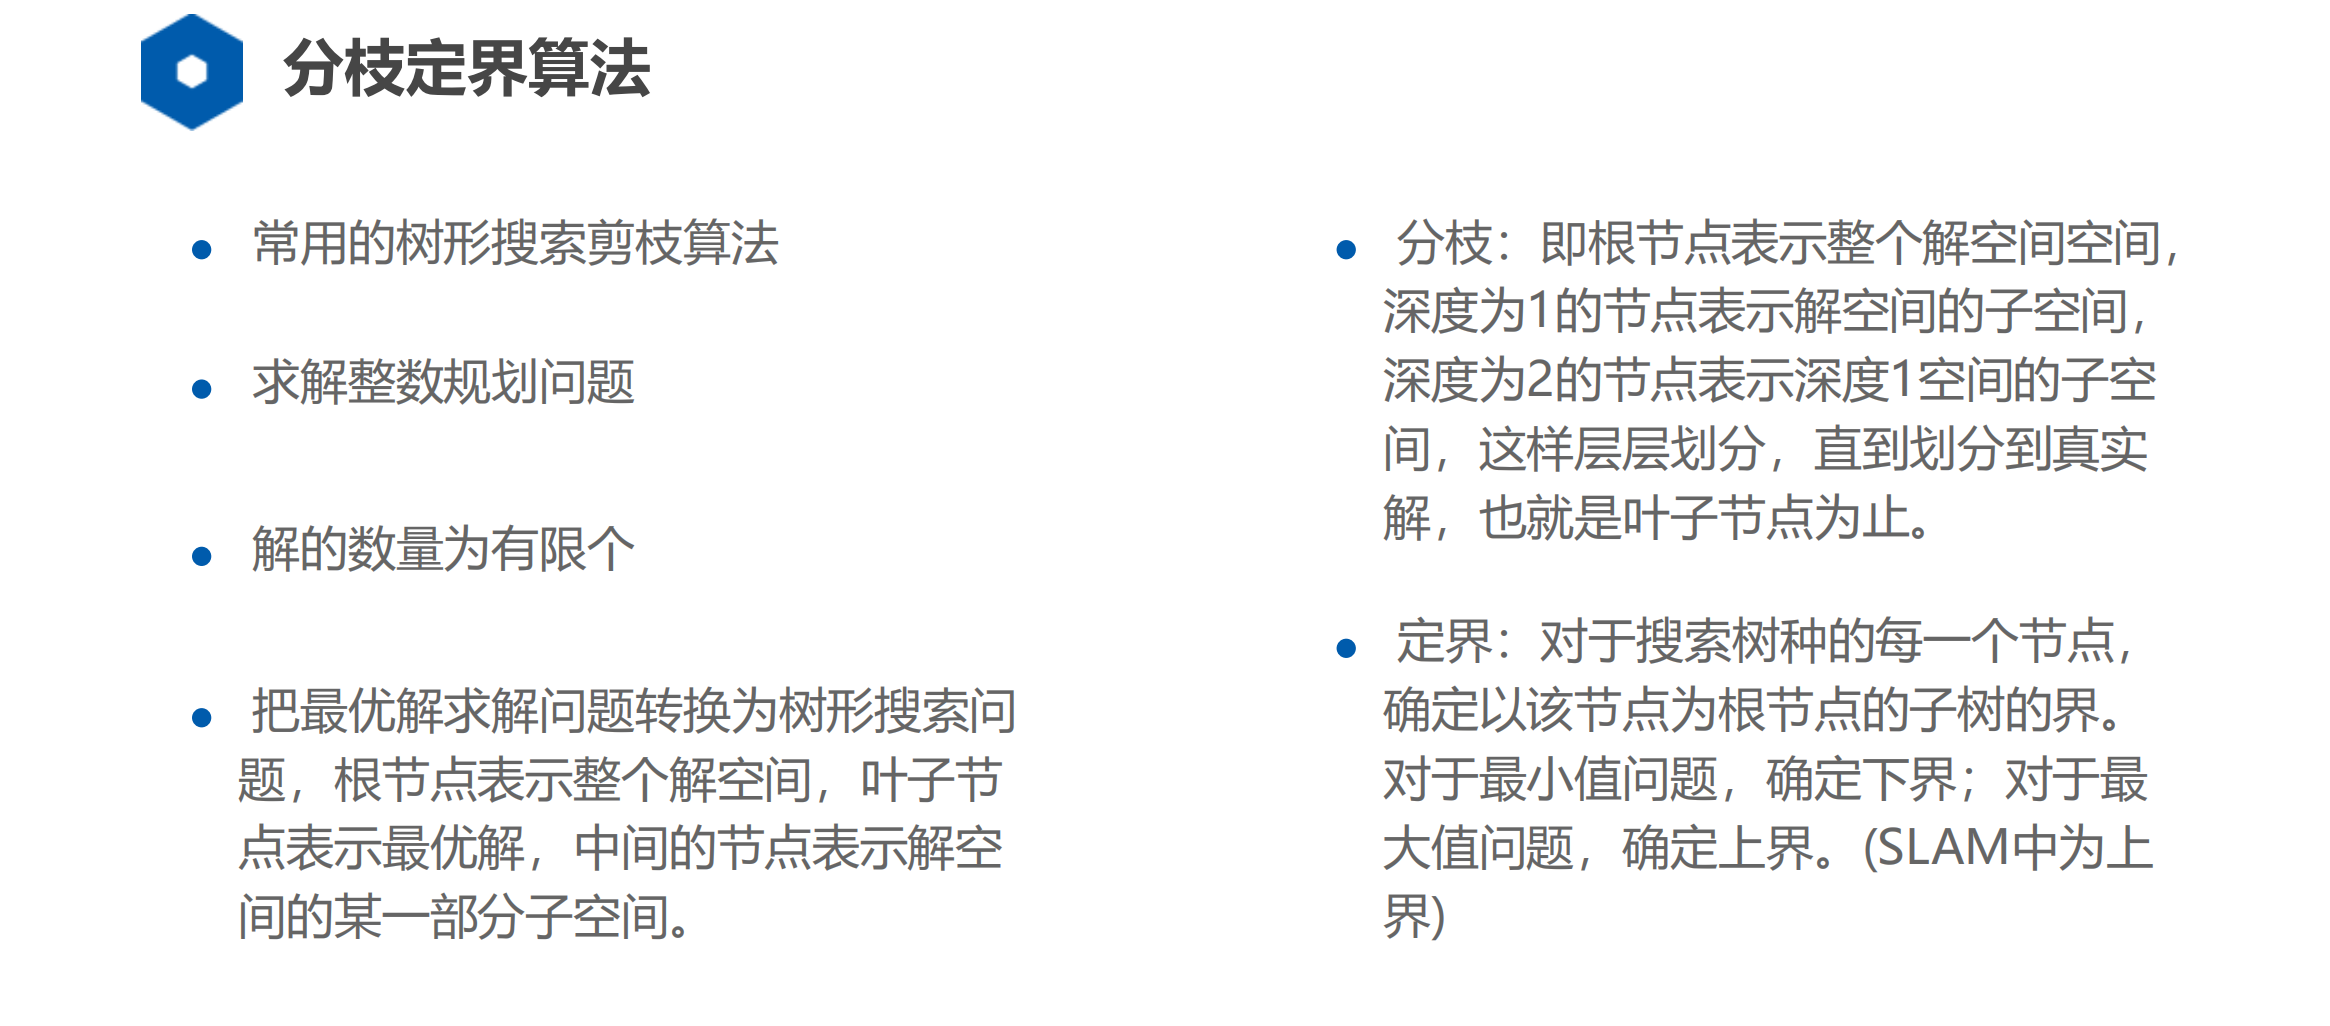 分枝定界算法
常用的树形搜索剪枝算法
求解整数规划问题
解的数量为有限个
把最优解求解问题转换为树形搜索问
题，根节点表示整个解空间，叶子节
点表示最优解，中间的节点表示解空
间的某一部分子空间。
分枝：即根节点表示整个解空间空间，
深度为1的节点表示解空间的子空间，
深度为2的节点表示深度1空间的子空
间，这样层层划分，直到划分到真实
解，也就是叶子节点为止。
定界：对于搜索树种的每一个节点，
确定以该节点为根节点的子树的界。
对于最小值问题，确定下界；对于最
大值问题，确定上界。(SLAM中为上
界)